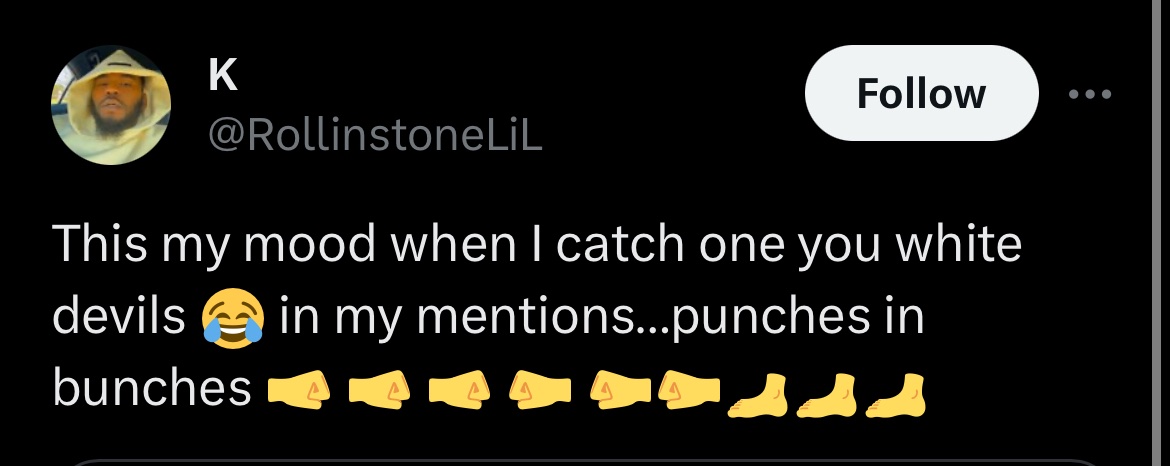 K
Follow
@RollinstoneLiL
This my mood when I catch one you white
devils 😂 in my mentions...punches in
bunches 🤜 🤜 🤜 🤛 🤛🤛🦶🦶🦶